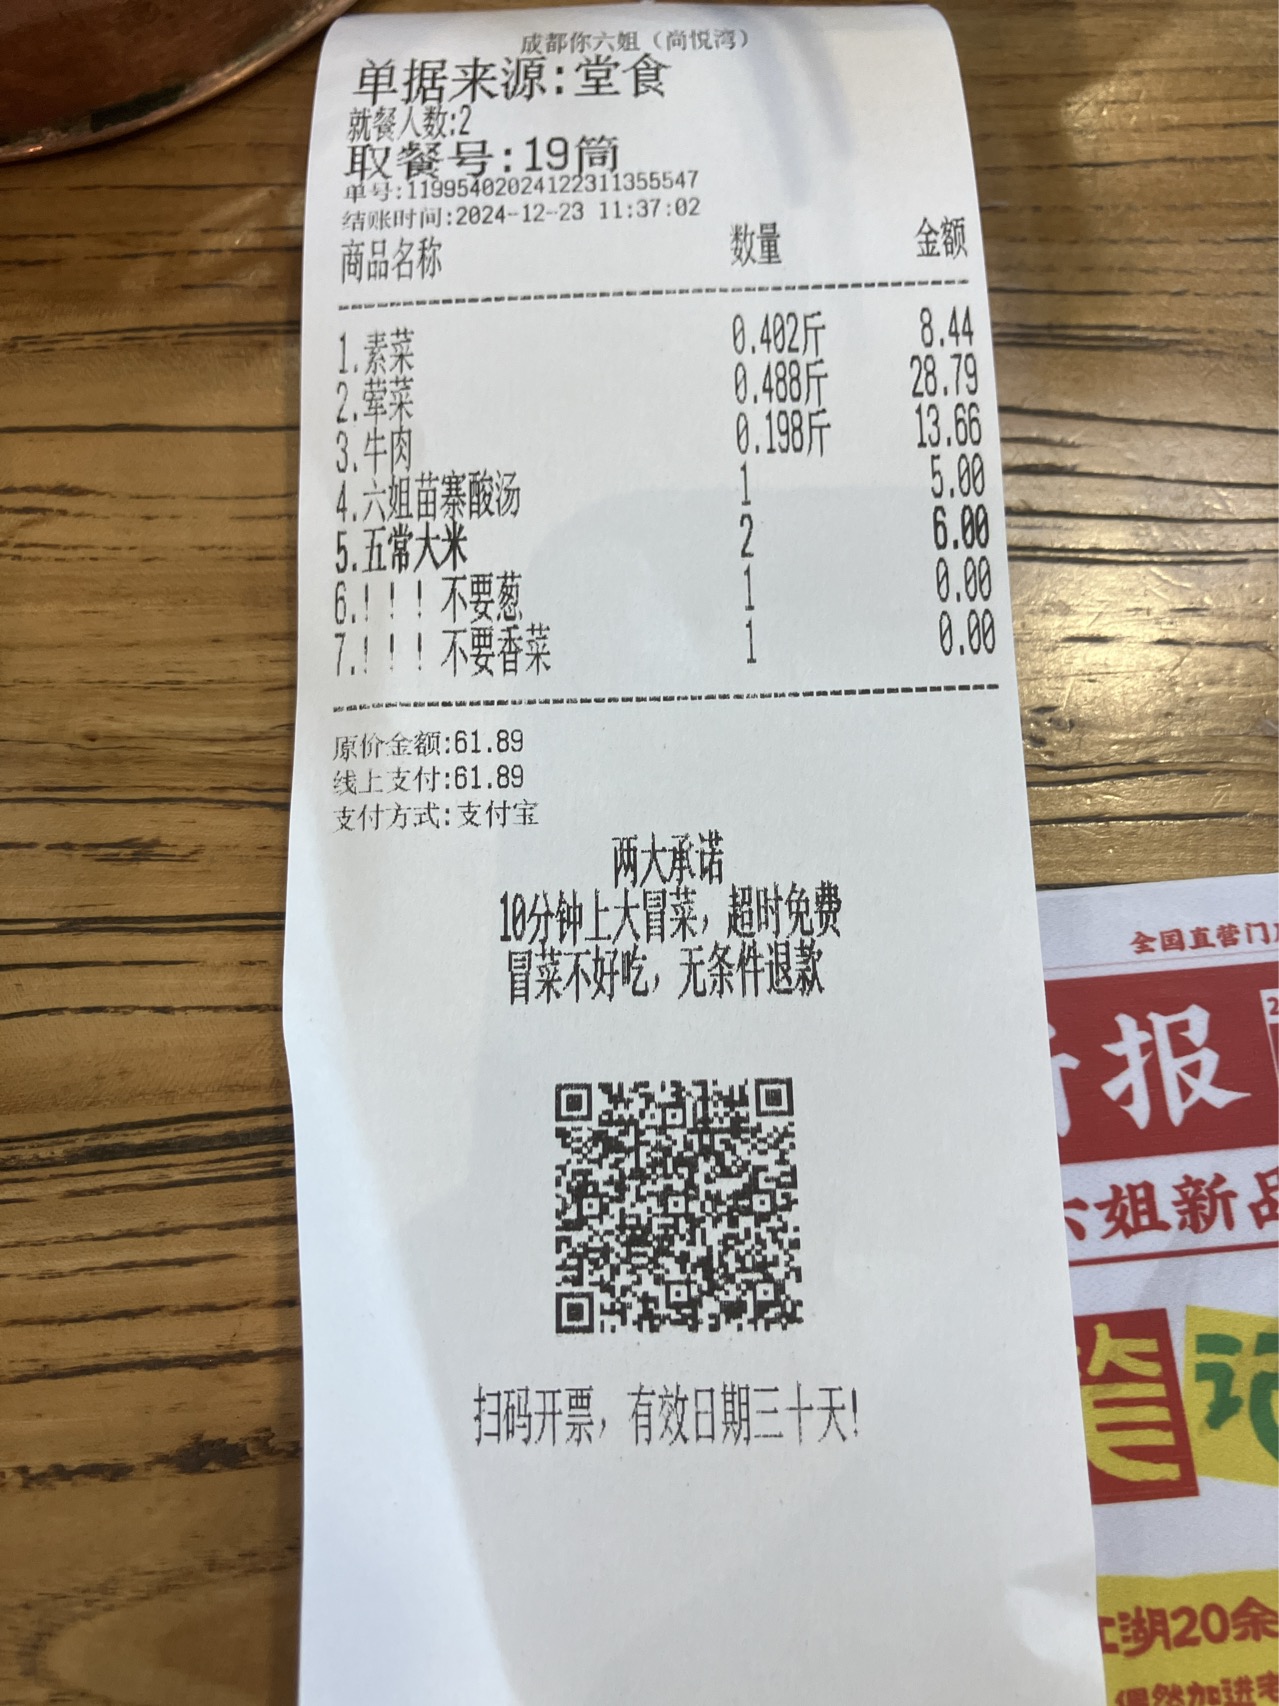 成都你六姐（尚悦湾）
单据来源:堂食
就餐人数:2
取餐号:19筒
单号:11995402024122311355547
结账时间:2024-12-23 11:37:02
商品名称 数量 金额
1.素菜 0.402斤 8.44
2.荤菜 0.488斤 28.79
3.牛肉 0.198斤 13.66
4.六姐苗寨酸汤 1 5.00
5.五常大米 2 6.00
6.！！！不要葱 1 0.00
7.！！！不要香菜 1 0.00
原价金额:61.89
线上支付:61.89
支付方式:支付宝
两大承诺
10分钟上大冒菜，超时免费
冒菜不好吃，无条件退款
扫码开票，有效日期三十天!
全国直营门
报
六姐新品
笔记
江湖20余